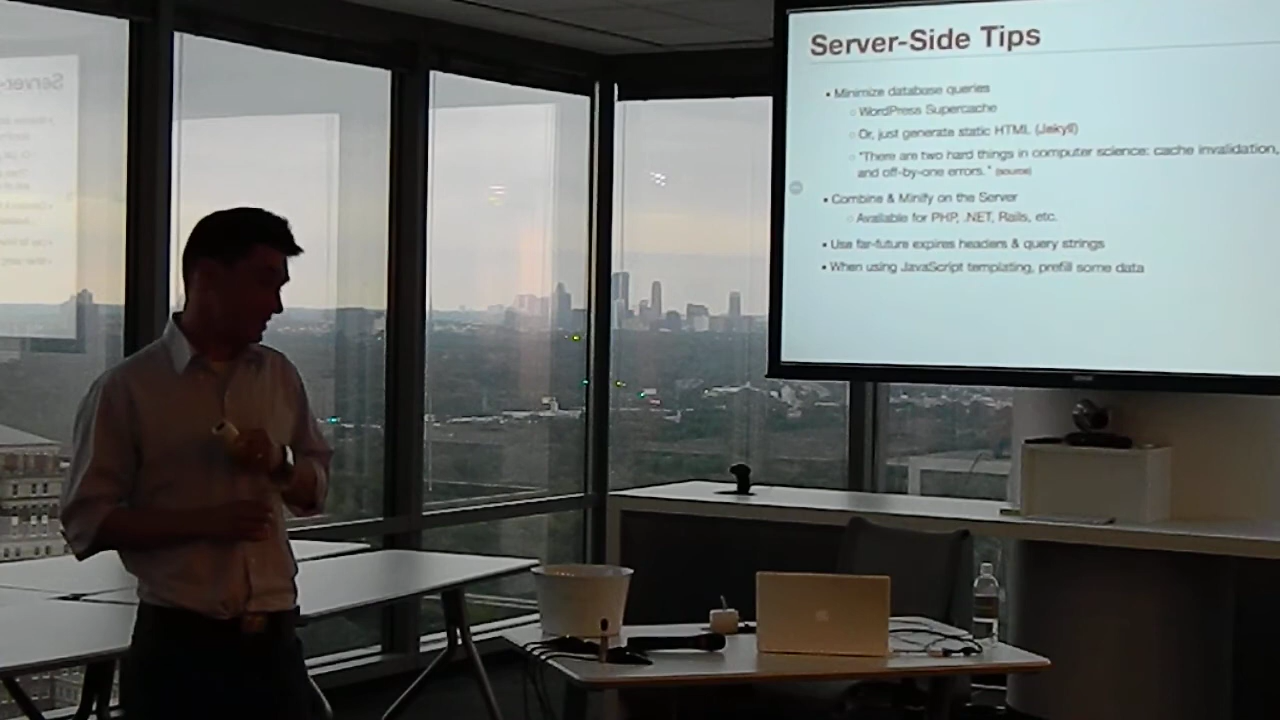 Server-Side Tips
• Minimize database queries
○ WordPress Supercache
○ Or, just generate static HTML (Jekyll)
○ "There are two hard things in computer science: cache invalidation,
and off-by-one errors." (source)
• Combine & Minify on the Server
○ Available for PHP, .NET, Rails, etc.
• Use far-future expires headers & query strings
• When using JavaScript templating, prefill some data